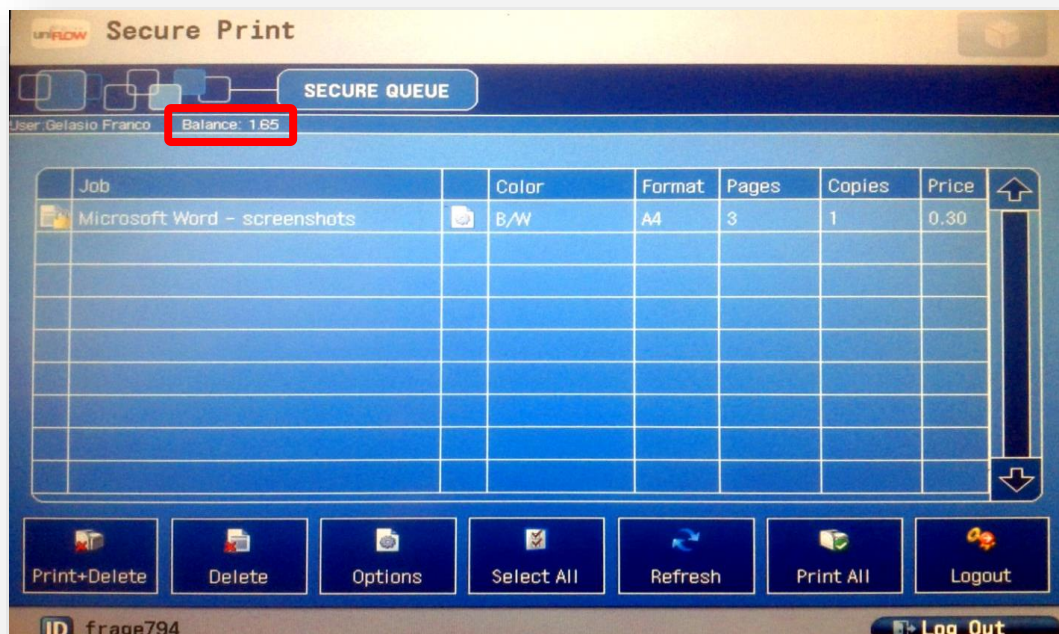 uniFLOW Secure Print
SECURE QUEUE
User:Gelasio Franco Balance: 1.65
Job Color Format Pages Copies Price
Microsoft Word - screenshots B/W A4 3 1 0.30
Print+Delete Delete Options Select All Refresh Print All Logout
ID frage794 Log Out